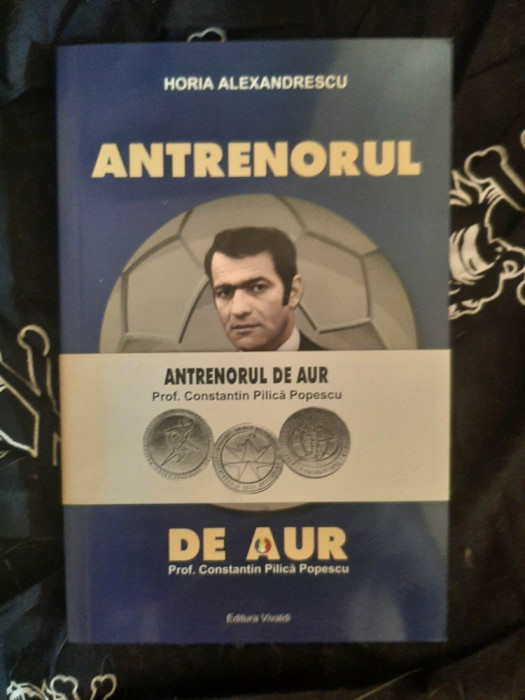 HORIA ALEXANDRESCU
ANTRENORUL
ANTRENORUL DE AUR
Prof. Constantin Pilică Popescu
DE AUR
Prof. Constantin Pilică Popescu
Editura Vivaldi